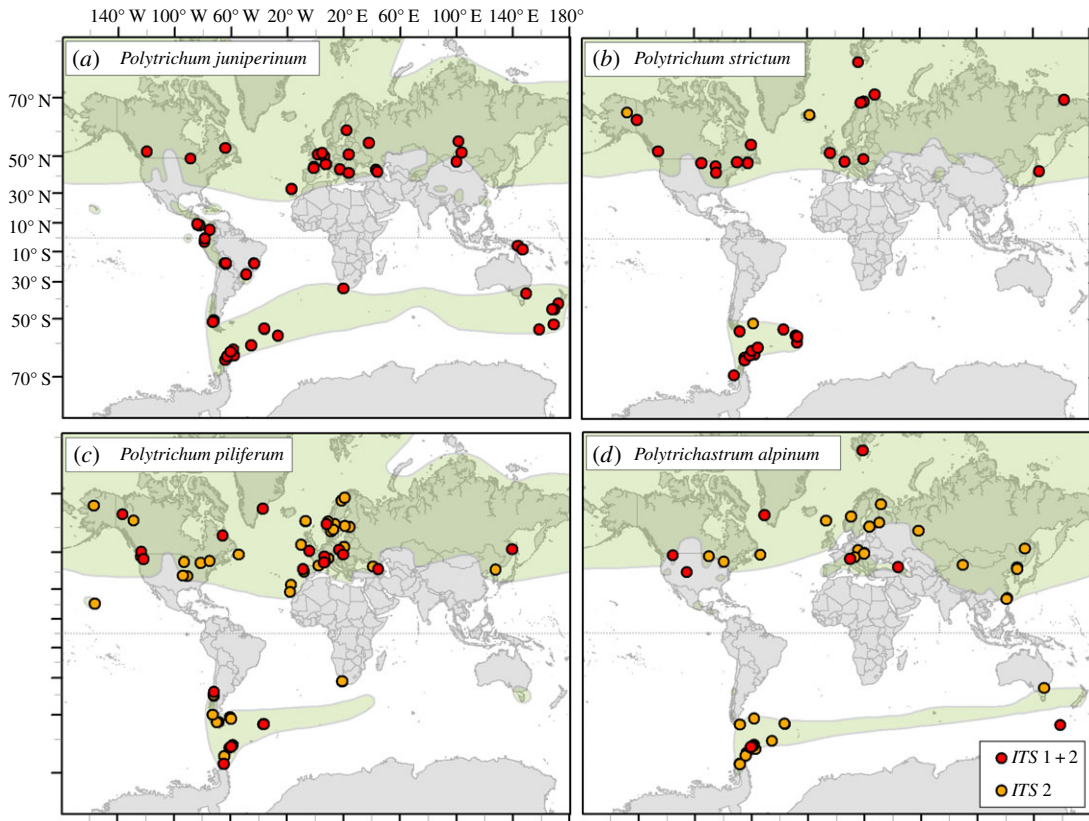 140° W 100° W 60° W 20° W 20° E 60° E 100° E 140° E 180°
(a) Polytrichum juniperinum
(b) Polytrichum strictum
70° N
50° N
30° N
10° N
10° S
30° S
50° S
70° S
(c) Polytrichum piliferum
(d) Polytrichastrum alpinum
ITS 1 + 2
ITS 2